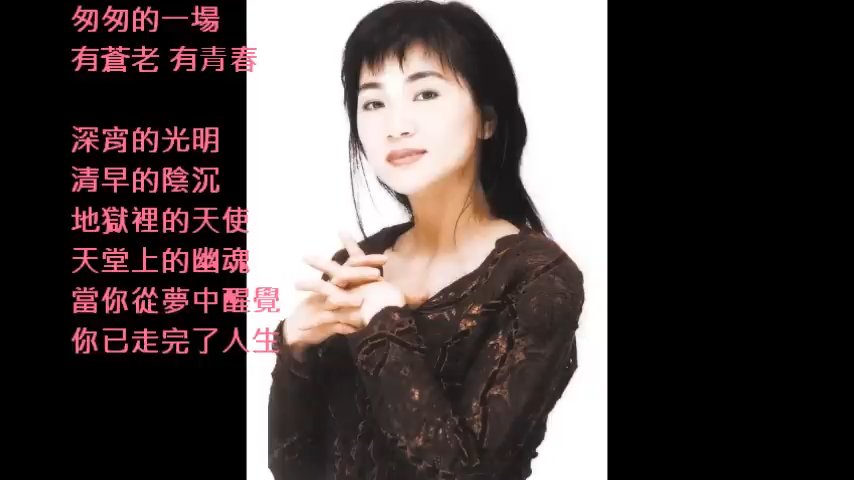 匆匆的一場
有蒼老 有青春
深宵的光明
清早的陰沉
地獄裡的天使
天堂上的幽魂
當你從夢中醒覺
你已走完了人生